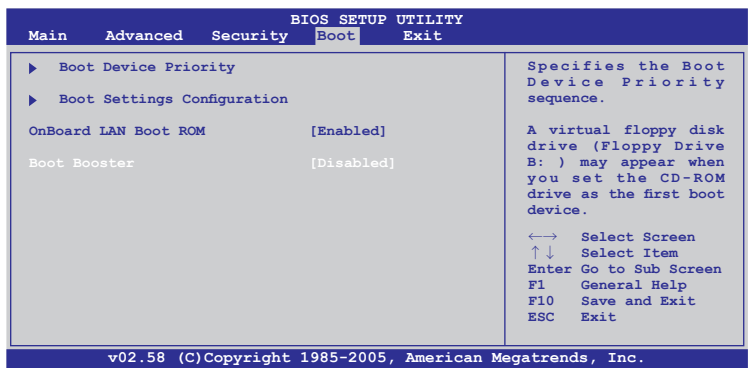 BIOS SETUP UTILITY
Main Advanced Security Boot Exit
Boot Device Priority
Boot Settings Configuration
OnBoard LAN Boot ROM [Enabled]
Boot Booster [Disabled]
Specifies the Boot
Device Priority
sequence.
A virtual floppy disk
drive (Floppy Drive
B: ) may appear when
you set the CD-ROM
drive as the first boot
device.
←→ Select Screen
↑↓ Select Item
Enter Go to Sub Screen
F1 General Help
F10 Save and Exit
ESC Exit
v02.58 (C)Copyright 1985-2005, American Megatrends, Inc.